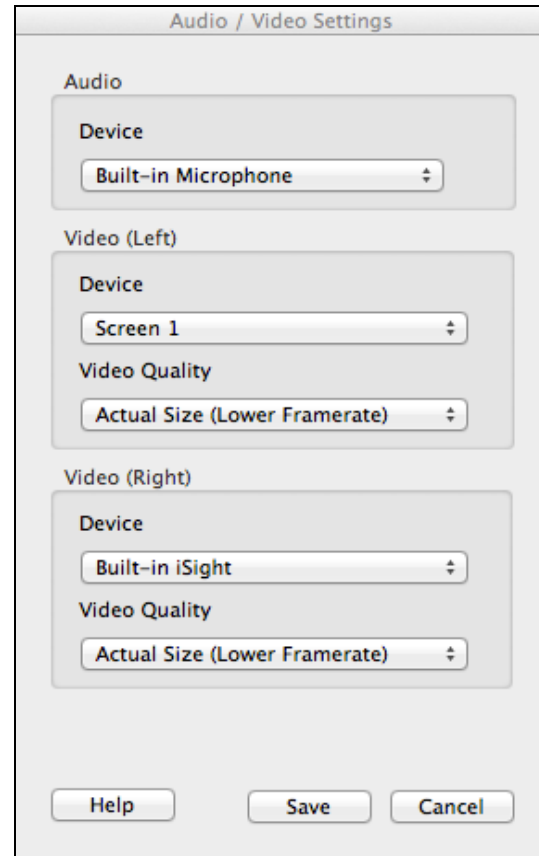 Audio / Video Settings
Audio
Device
Built-in Microphone
Video (Left)
Device
Screen 1
Video Quality
Actual Size (Lower Framerate)
Video (Right)
Device
Built-in iSight
Video Quality
Actual Size (Lower Framerate)
Help Save Cancel